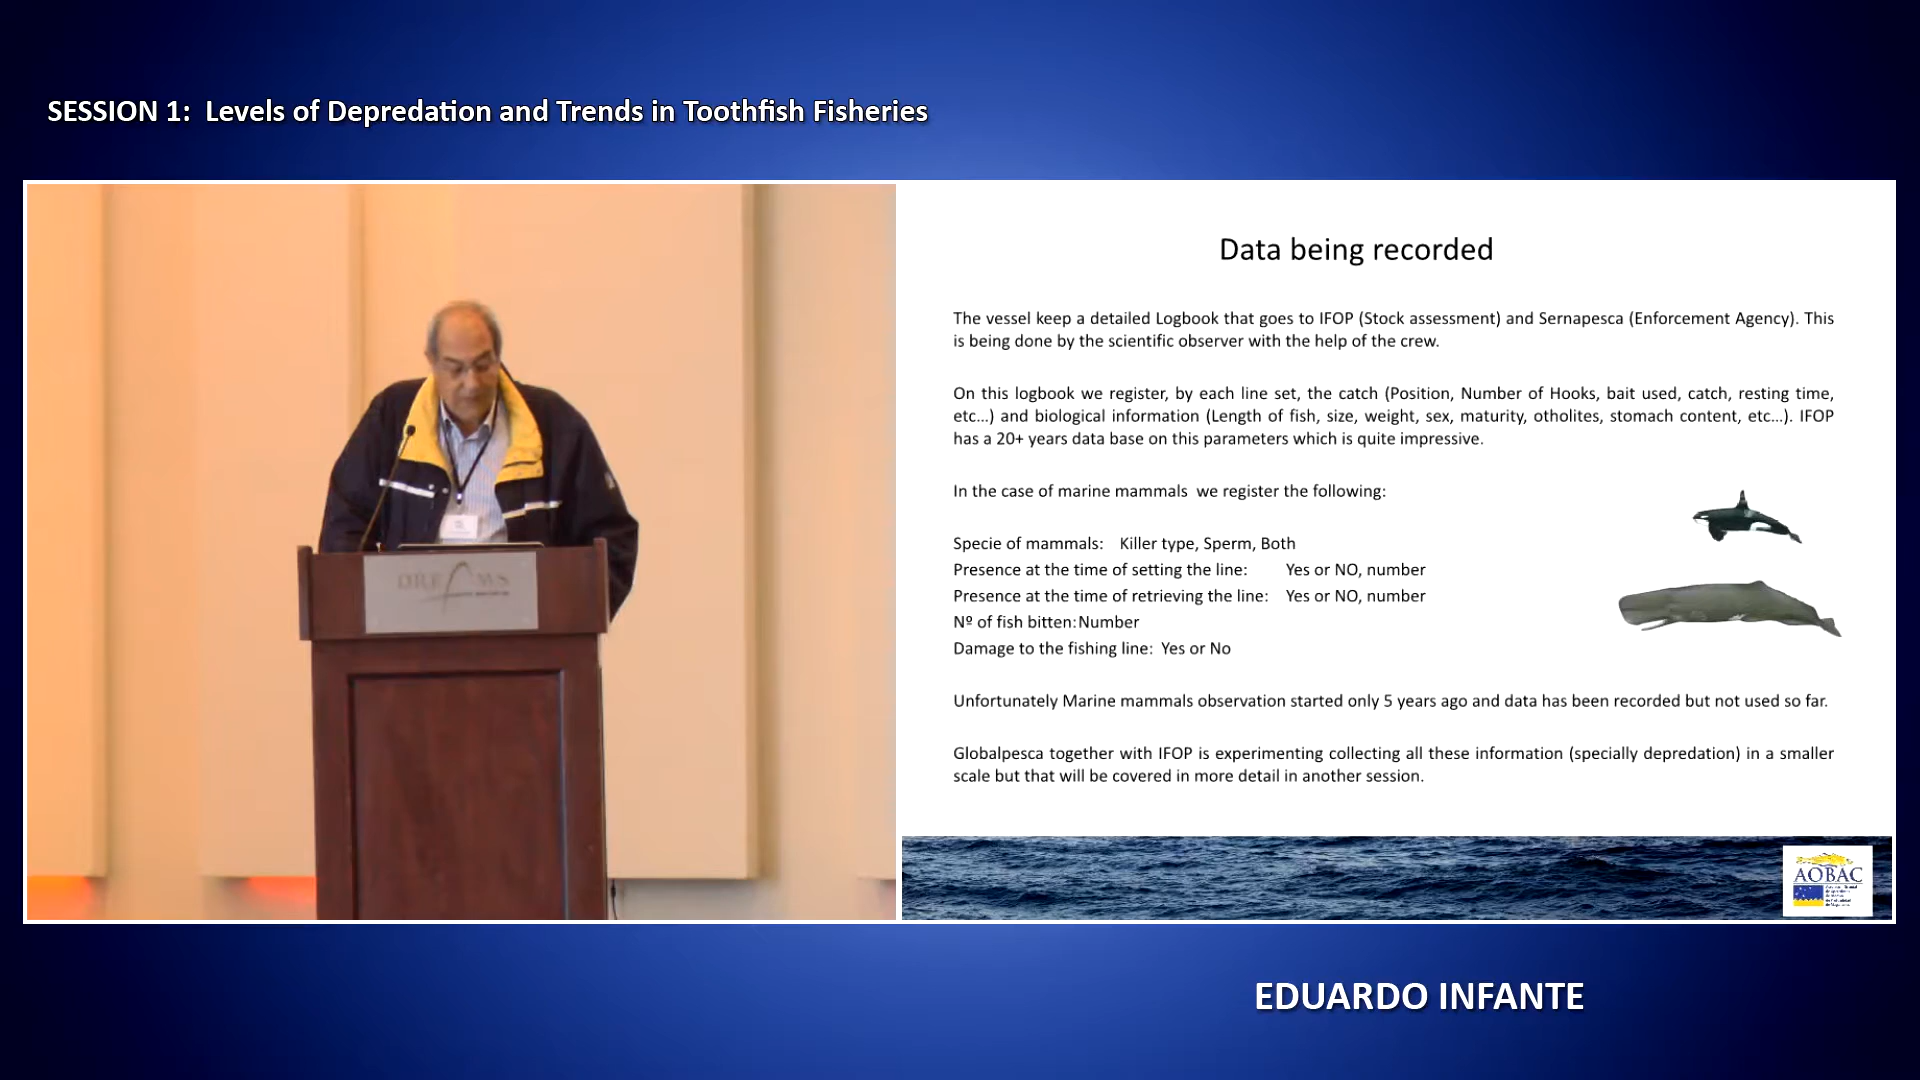 SESSION 1: Levels of Depredation and Trends in Toothfish Fisheries
DREAMS
Data being recorded
The vessel keep a detailed Logbook that goes to IFOP (Stock assessment) and Sernapesca (Enforcement Agency). This
is being done by the scientific observer with the help of the crew.
On this logbook we register, by each line set, the catch (Position, Number of Hooks, bait used, catch, resting time,
etc...) and biological information (Length of fish, size, weight, sex, maturity, otholites, stomach content, etc...). IFOP
has a 20+ years data base on this parameters which is quite impressive.
In the case of marine mammals we register the following:
Specie of mammals: Killer type, Sperm, Both
Presence at the time of setting the line: Yes or NO, number
Presence at the time of retrieving the line: Yes or NO, number
Nº of fish bitten: Number
Damage to the fishing line: Yes or No
Unfortunately Marine mammals observation started only 5 years ago and data has been recorded but not used so far.
Globalpesca together with IFOP is experimenting collecting all these information (specially depredation) in a smaller
scale but that will be covered in more detail in another session.
AOBAC
EDUARDO INFANTE